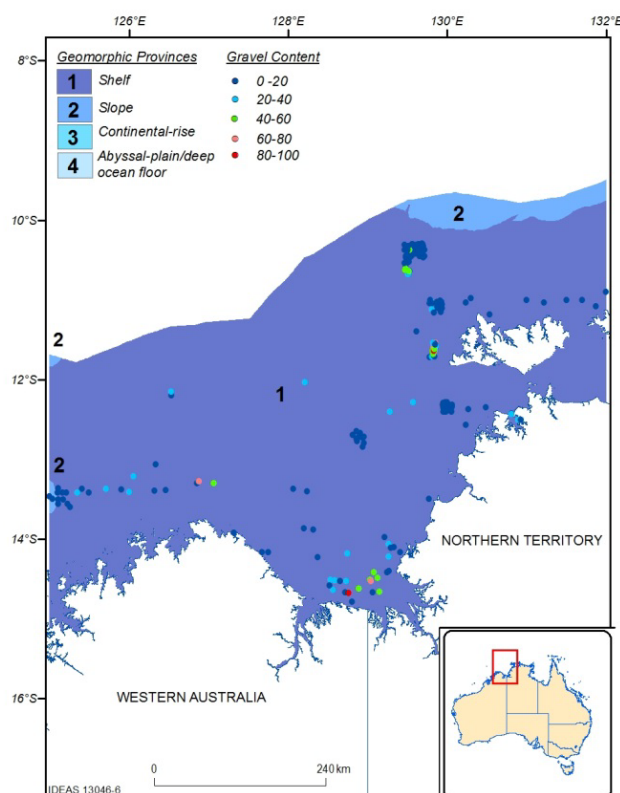 126°E 128°E 130°E 132°E
8°S
Geomorphic Provinces
1 Shelf
2 Slope
3 Continental-rise
4 Abyssal-plain/deep
ocean floor
Gravel Content
0 -20
20-40
40-60
60-80
80-100
10°S
2
2
12°S
1
2
14°S
NORTHERN TERRITORY
16°S
WESTERN AUSTRALIA
0 240 km
IDEAS 13046-6